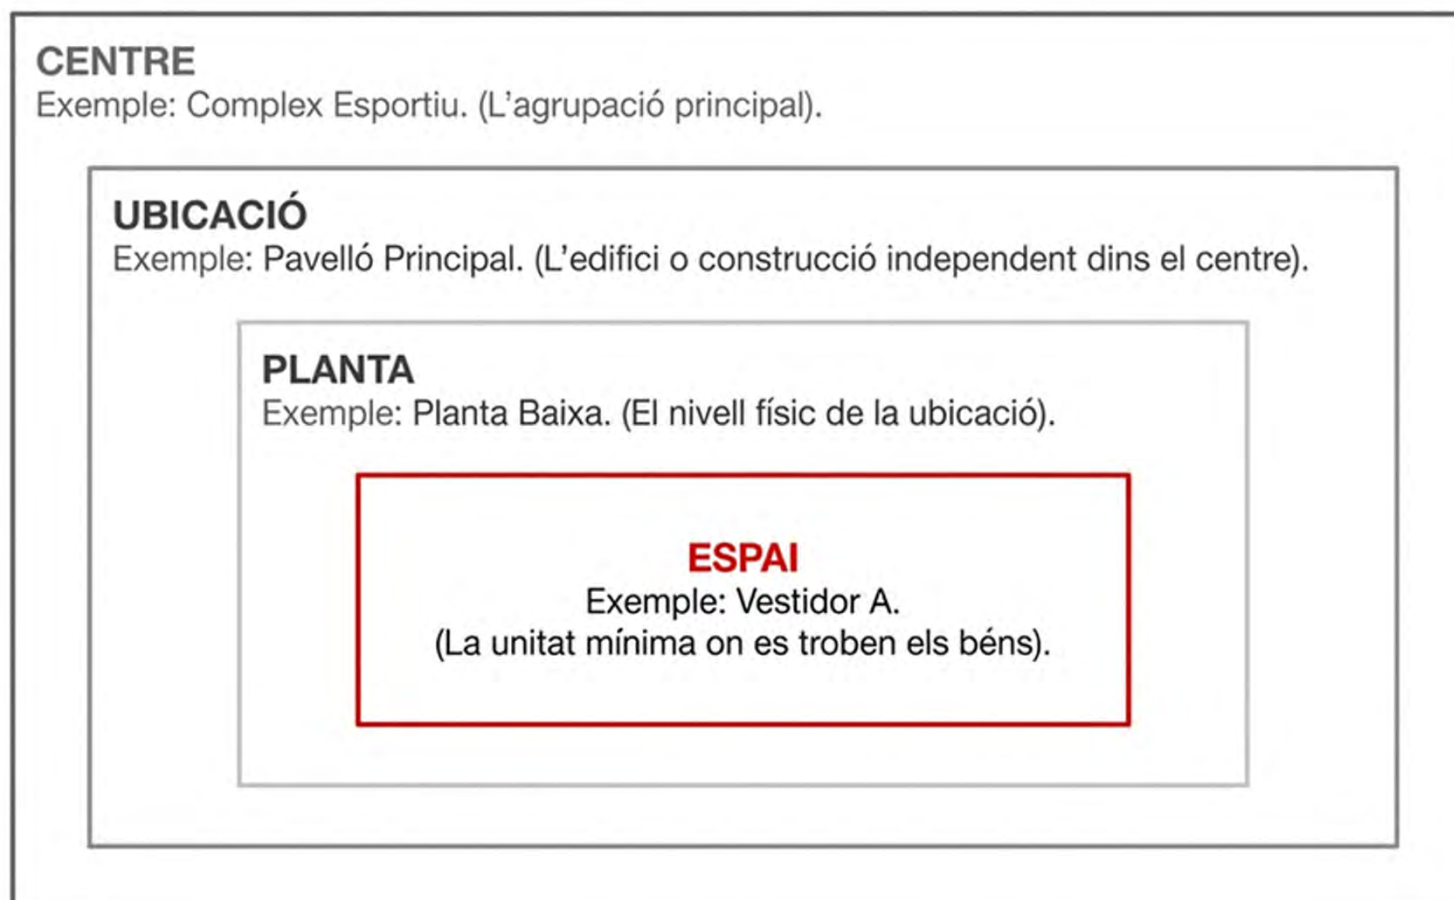 CENTRE
Exemple: Complex Esportiu. (L'agrupació principal).
UBICACIÓ
Exemple: Pavelló Principal. (L'edifici o construcció independent dins el centre).
PLANTA
Exemple: Planta Baixa. (El nivell físic de la ubicació).
ESPAI
Exemple: Vestidor A.
(La unitat mínima on es troben els béns).